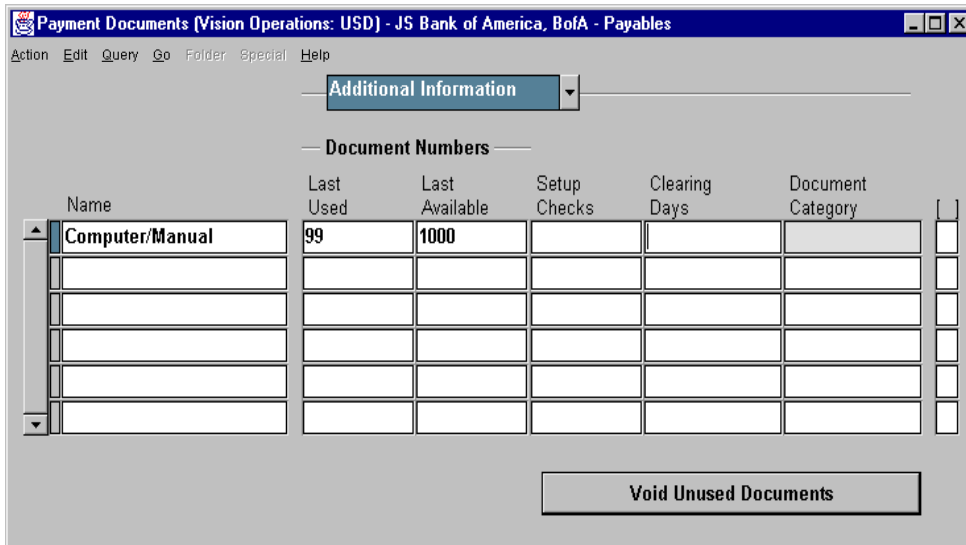 Payment Documents (Vision Operations: USD) - JS Bank of America, BofA - Payables
Action Edit Query Go Folder Special Help
Additional Information
Document Numbers
Name Last Used Last Available Setup Checks Clearing Days Document Category [ ]
Computer/Manual 99 1000
Void Unused Documents